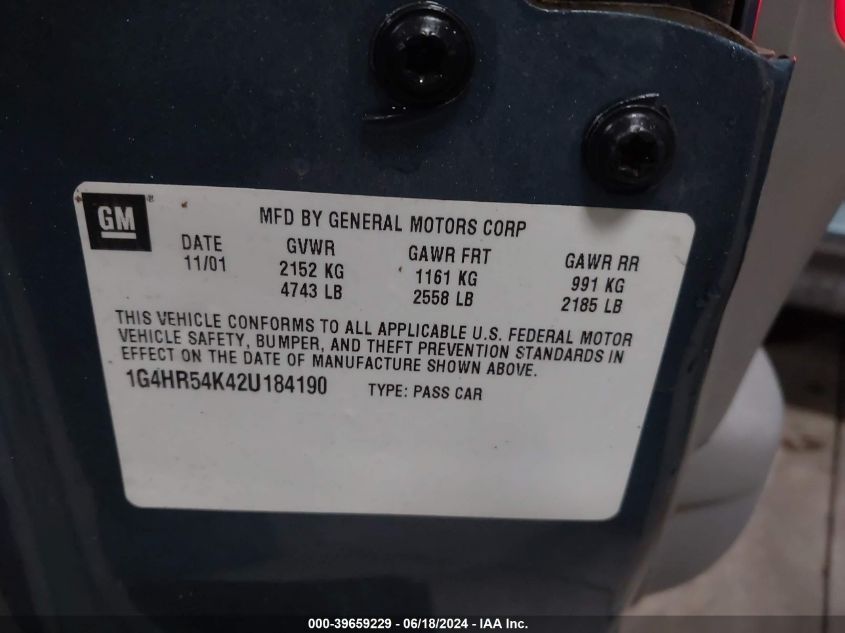 GM ®
MFD BY GENERAL MOTORS CORP
DATE GVWR GAWR FRT GAWR RR
11/01 2152 KG 1161 KG 991 KG
4743 LB 2558 LB 2185 LB
THIS VEHICLE CONFORMS TO ALL APPLICABLE U.S. FEDERAL MOTOR
VEHICLE SAFETY, BUMPER, AND THEFT PREVENTION STANDARDS IN
EFFECT ON THE DATE OF MANUFACTURE SHOWN ABOVE.
1G4HR54K42U184190 TYPE: PASS CAR
000-39659229 - 06/18/2024 - IAA Inc.